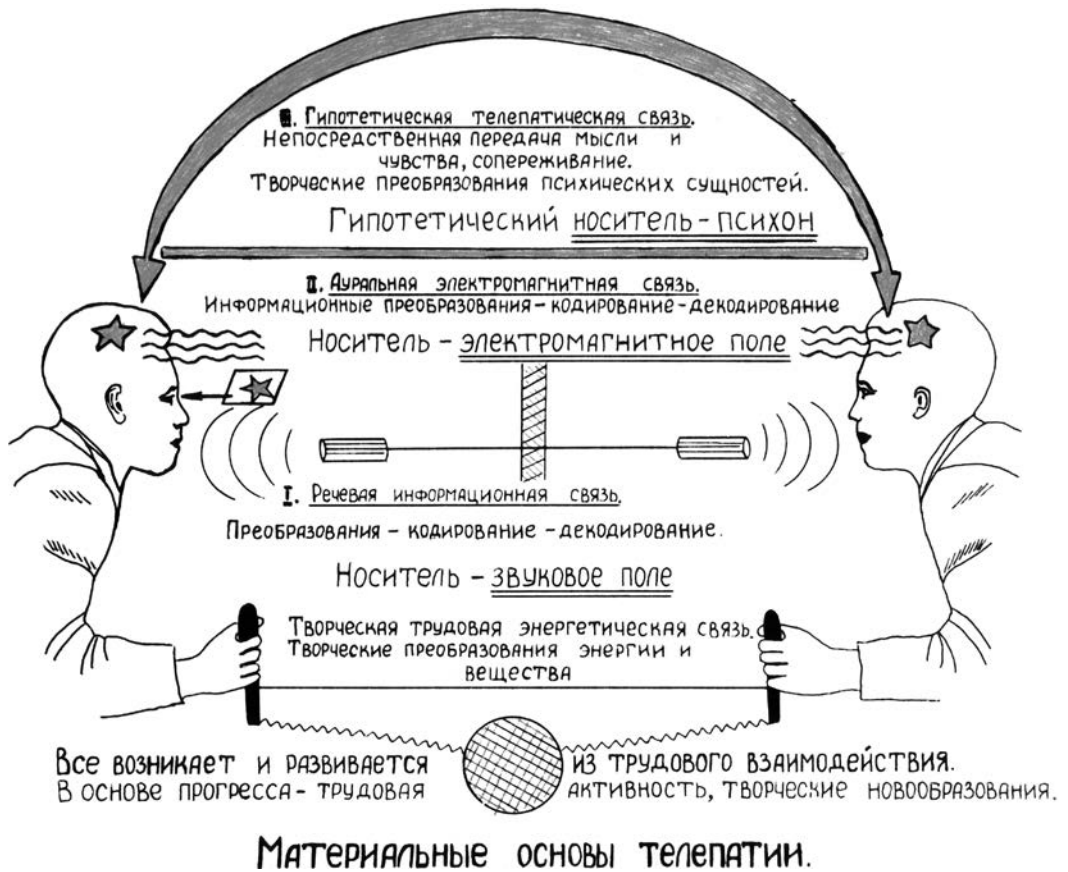 III. Гипотетическая телепатическая связь.
Непосредственная передача мысли и
чувства, сопереживание.
Творческие преобразования психических сущностей.
Гипотетический носитель – психон
II. Ауральная электромагнитная связь.
Информационные преобразования – кодирование – декодирование
Носитель – электромагнитное поле
I. Речевая информационная связь.
Преобразования – кодирование – декодирование.
Носитель – звуковое поле
Творческая трудовая энергетическая связь.
Творческие преобразования энергии и
вещества
Все возникает и развивается из трудового взаимодействия.
В основе прогресса – трудовая активность, творческие новообразования.
Материальные основы телепатии.